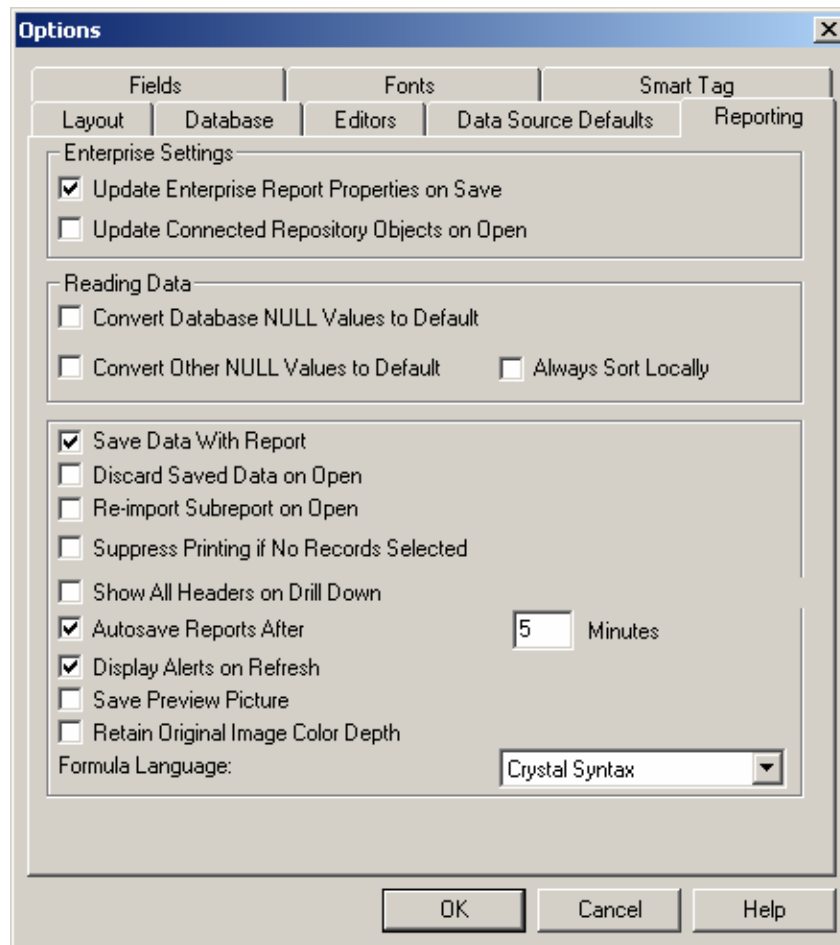 Options
Fields Fonts Smart Tag
Layout Database Editors Data Source Defaults Reporting
Enterprise Settings
Update Enterprise Report Properties on Save
Update Connected Repository Objects on Open
Reading Data
Convert Database NULL Values to Default
Convert Other NULL Values to Default Always Sort Locally
Save Data With Report
Discard Saved Data on Open
Re-import Subreport on Open
Suppress Printing if No Records Selected
Show All Headers on Drill Down
Autosave Reports After 5 Minutes
Display Alerts on Refresh
Save Preview Picture
Retain Original Image Color Depth
Formula Language: Crystal Syntax
OK Cancel Help